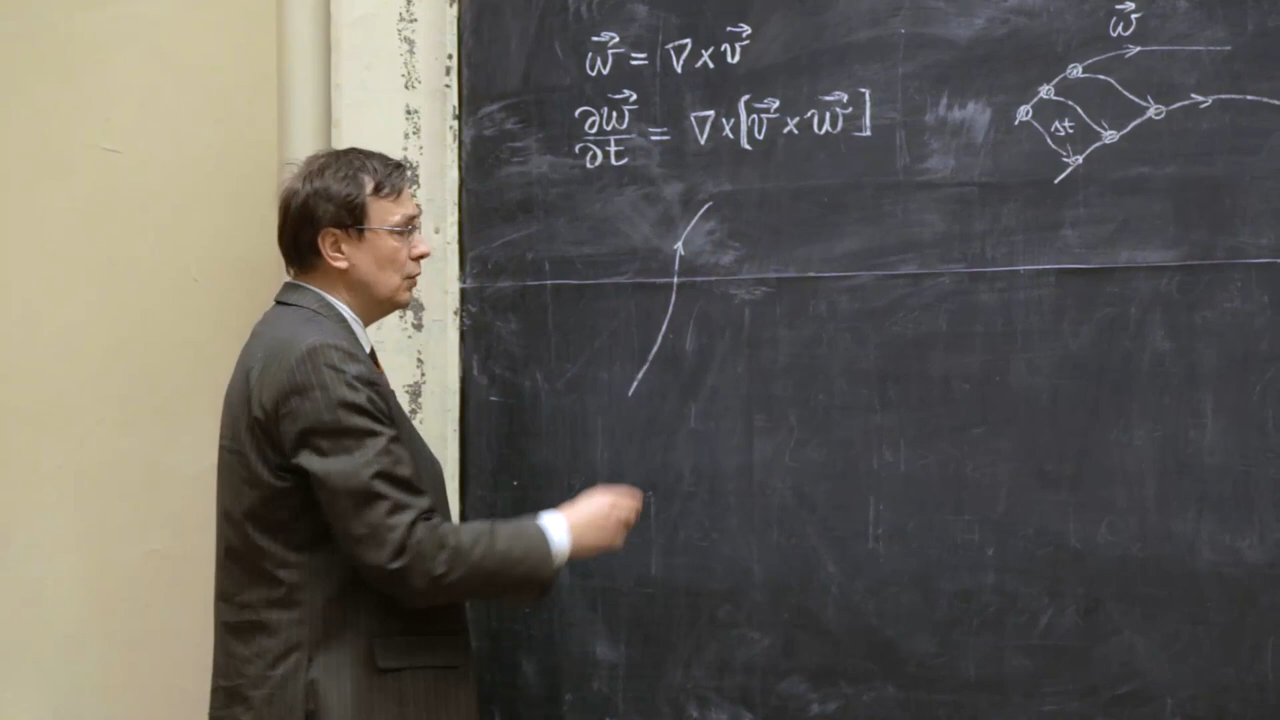 w⃗ = ∇×v⃗
∂w⃗/∂t = ∇×[v⃗×w⃗]
w⃗
Δt